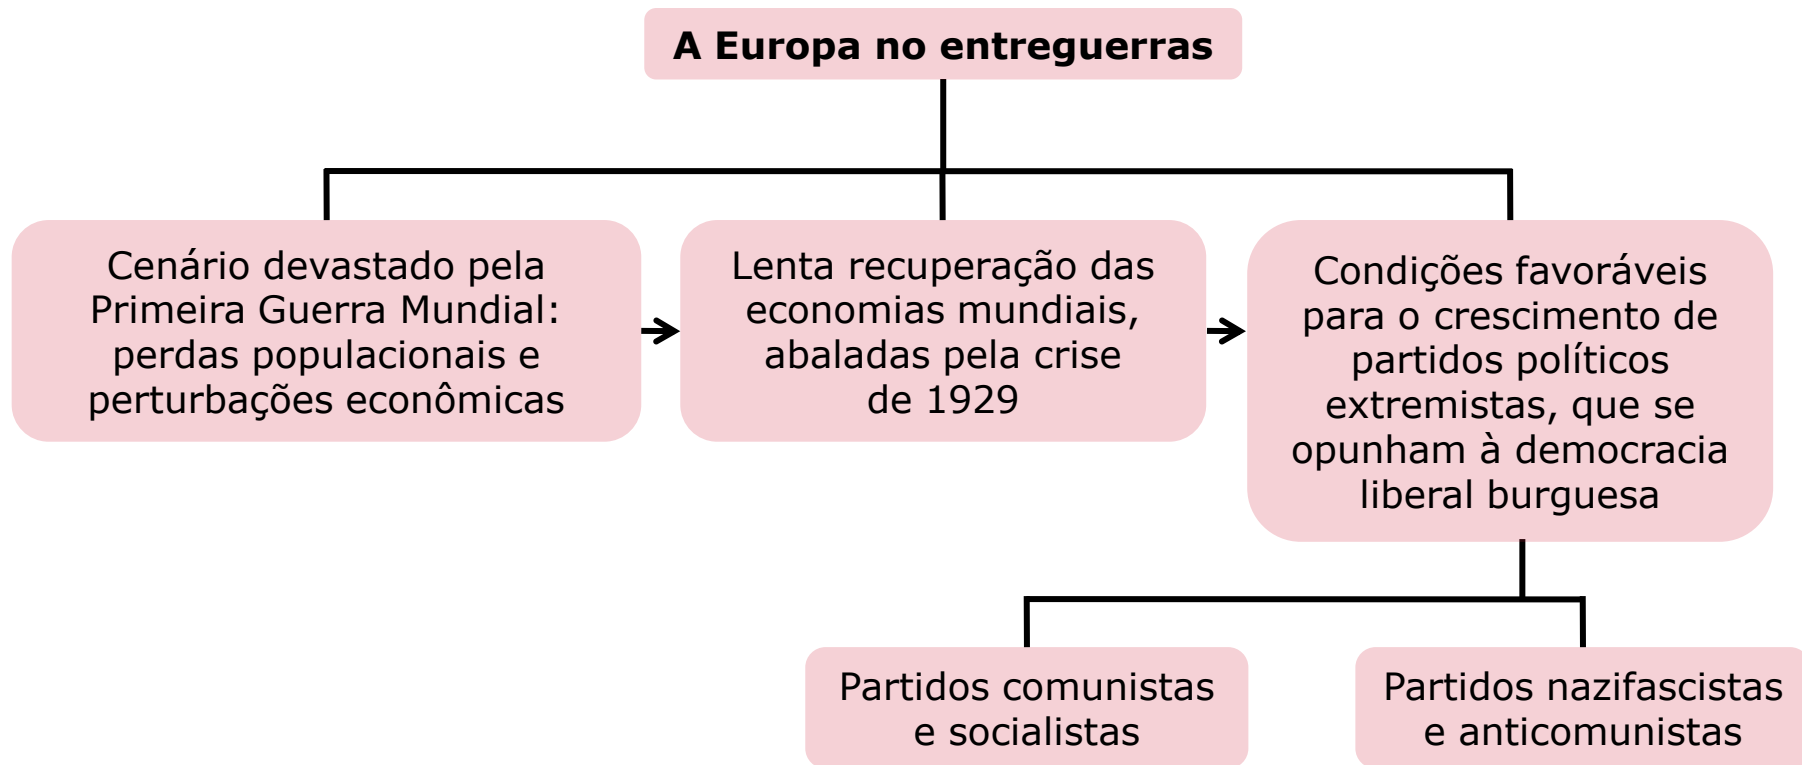 A Europa no entreguerras
Cenário devastado pela
Primeira Guerra Mundial:
perdas populacionais e
perturbações econômicas
Lenta recuperação das
economias mundiais,
abaladas pela crise
de 1929
Condições favoráveis
para o crescimento de
partidos políticos
extremistas, que se
opunham à democracia
liberal burguesa
Partidos comunistas
e socialistas
Partidos nazifascistas
e anticomunistas